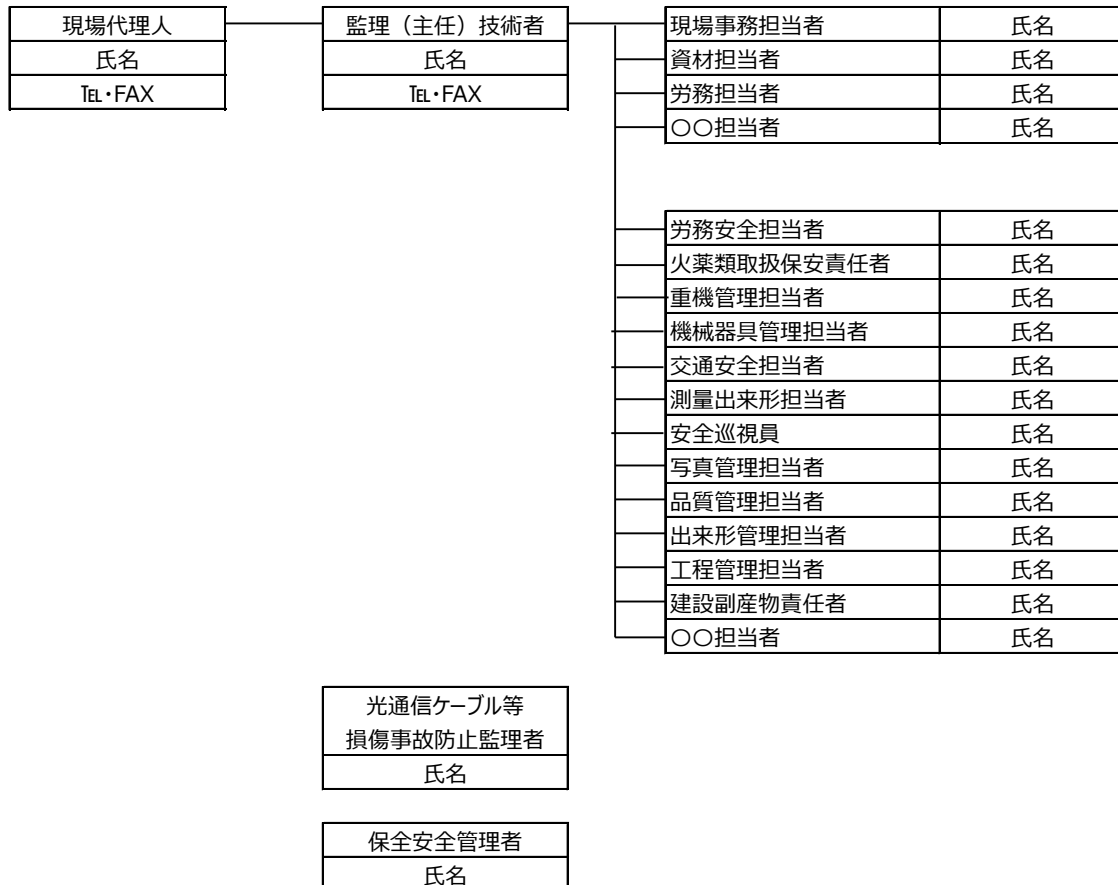 現場代理人
氏名
℡・FAX
監理（主任）技術者
氏名
℡・FAX
現場事務担当者 氏名
資材担当者 氏名
労務担当者 氏名
○○担当者 氏名
労務安全担当者 氏名
火薬類取扱保安責任者 氏名
重機管理担当者 氏名
機械器具管理担当者 氏名
交通安全担当者 氏名
測量出来形担当者 氏名
安全巡視員 氏名
写真管理担当者 氏名
品質管理担当者 氏名
出来形管理担当者 氏名
工程管理担当者 氏名
建設副産物責任者 氏名
○○担当者 氏名
光通信ケーブル等
損傷事故防止監理者
氏名
保全安全管理者
氏名